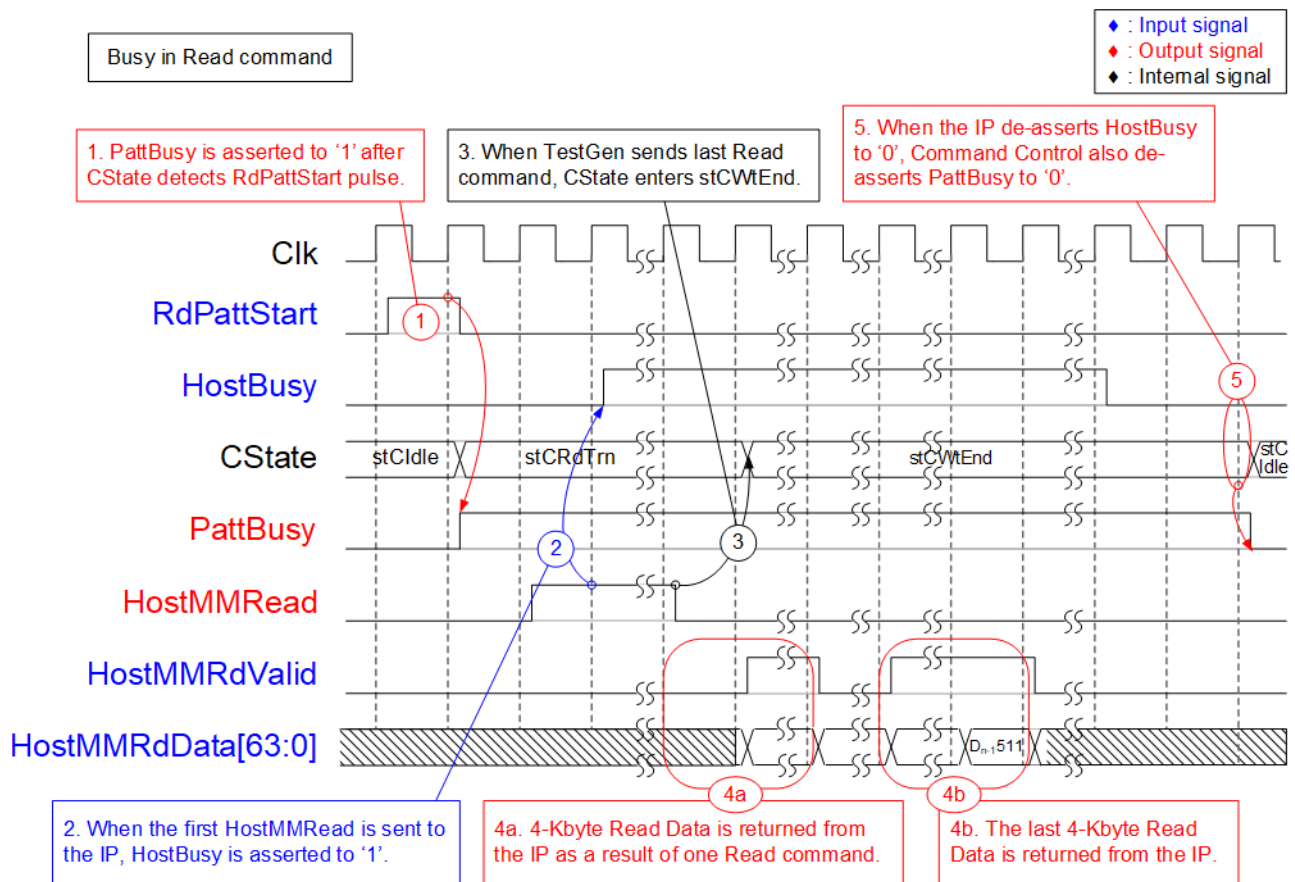 Busy in Read command
♦ : Input signal
♦ : Output signal
♦ : Internal signal
1. PattBusy is asserted to ‘1’ after
CState detects RdPattStart pulse.
3. When TestGen sends last Read
command, CState enters stCWtEnd.
5. When the IP de-asserts HostBusy
to ‘0’, Command Control also de-
asserts PattBusy to ‘0’.
Clk
RdPattStart
1
HostBusy
5
CState
stCIdle
stCRdTrn
stCWtEnd
stC
Idle
PattBusy
2
3
HostMMRead
HostMMRdValid
HostMMRdData[63:0]
Dn-1511
4a
4b
2. When the first HostMMRead is sent to
the IP, HostBusy is asserted to ‘1’.
4a. 4-Kbyte Read Data is returned from
the IP as a result of one Read command.
4b. The last 4-Kbyte Read
Data is returned from the IP.